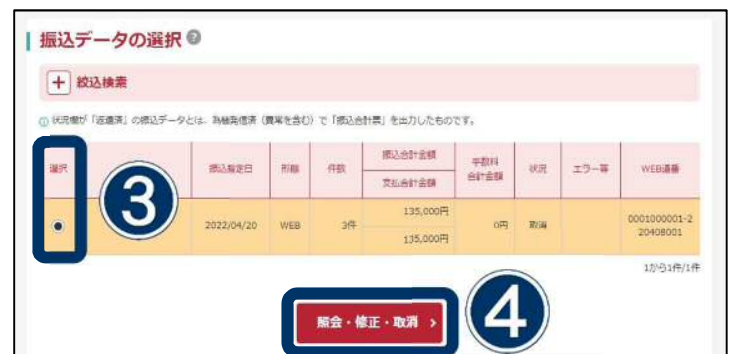 振込データの選択 ?
+ 絞込検索
状況欄が「返還済」の振込データとは、為替発信済(異常を含む)で「振込合計票」を出力したものです。
選択 振込指定日 形態 件数 振込合計金額 手数料合計金額 状況 エラー等 WEB通番
支払合計金額
③
2022/04/20 WEB 3件 135,000円 0円 取消 0001000001-2
135,000円 20408001
1から1件/1件
照会・修正・取消 >
④